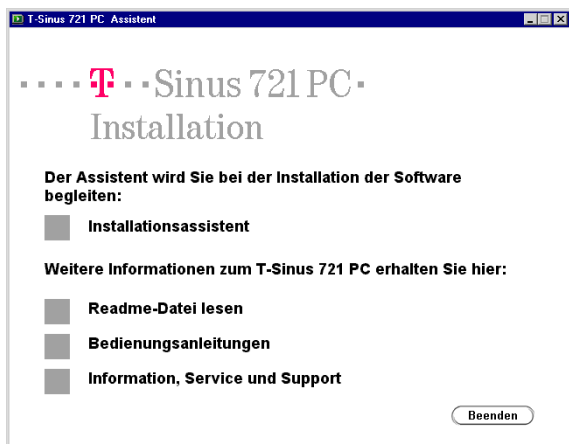 T-Sinus 721 PC Assistent
T Sinus 721 PC
Installation
Der Assistent wird Sie bei der Installation der Software
begleiten:
Installationsassistent
Weitere Informationen zum T-Sinus 721 PC erhalten Sie hier:
Readme-Datei lesen
Bedienungsanleitungen
Information, Service und Support
Beenden